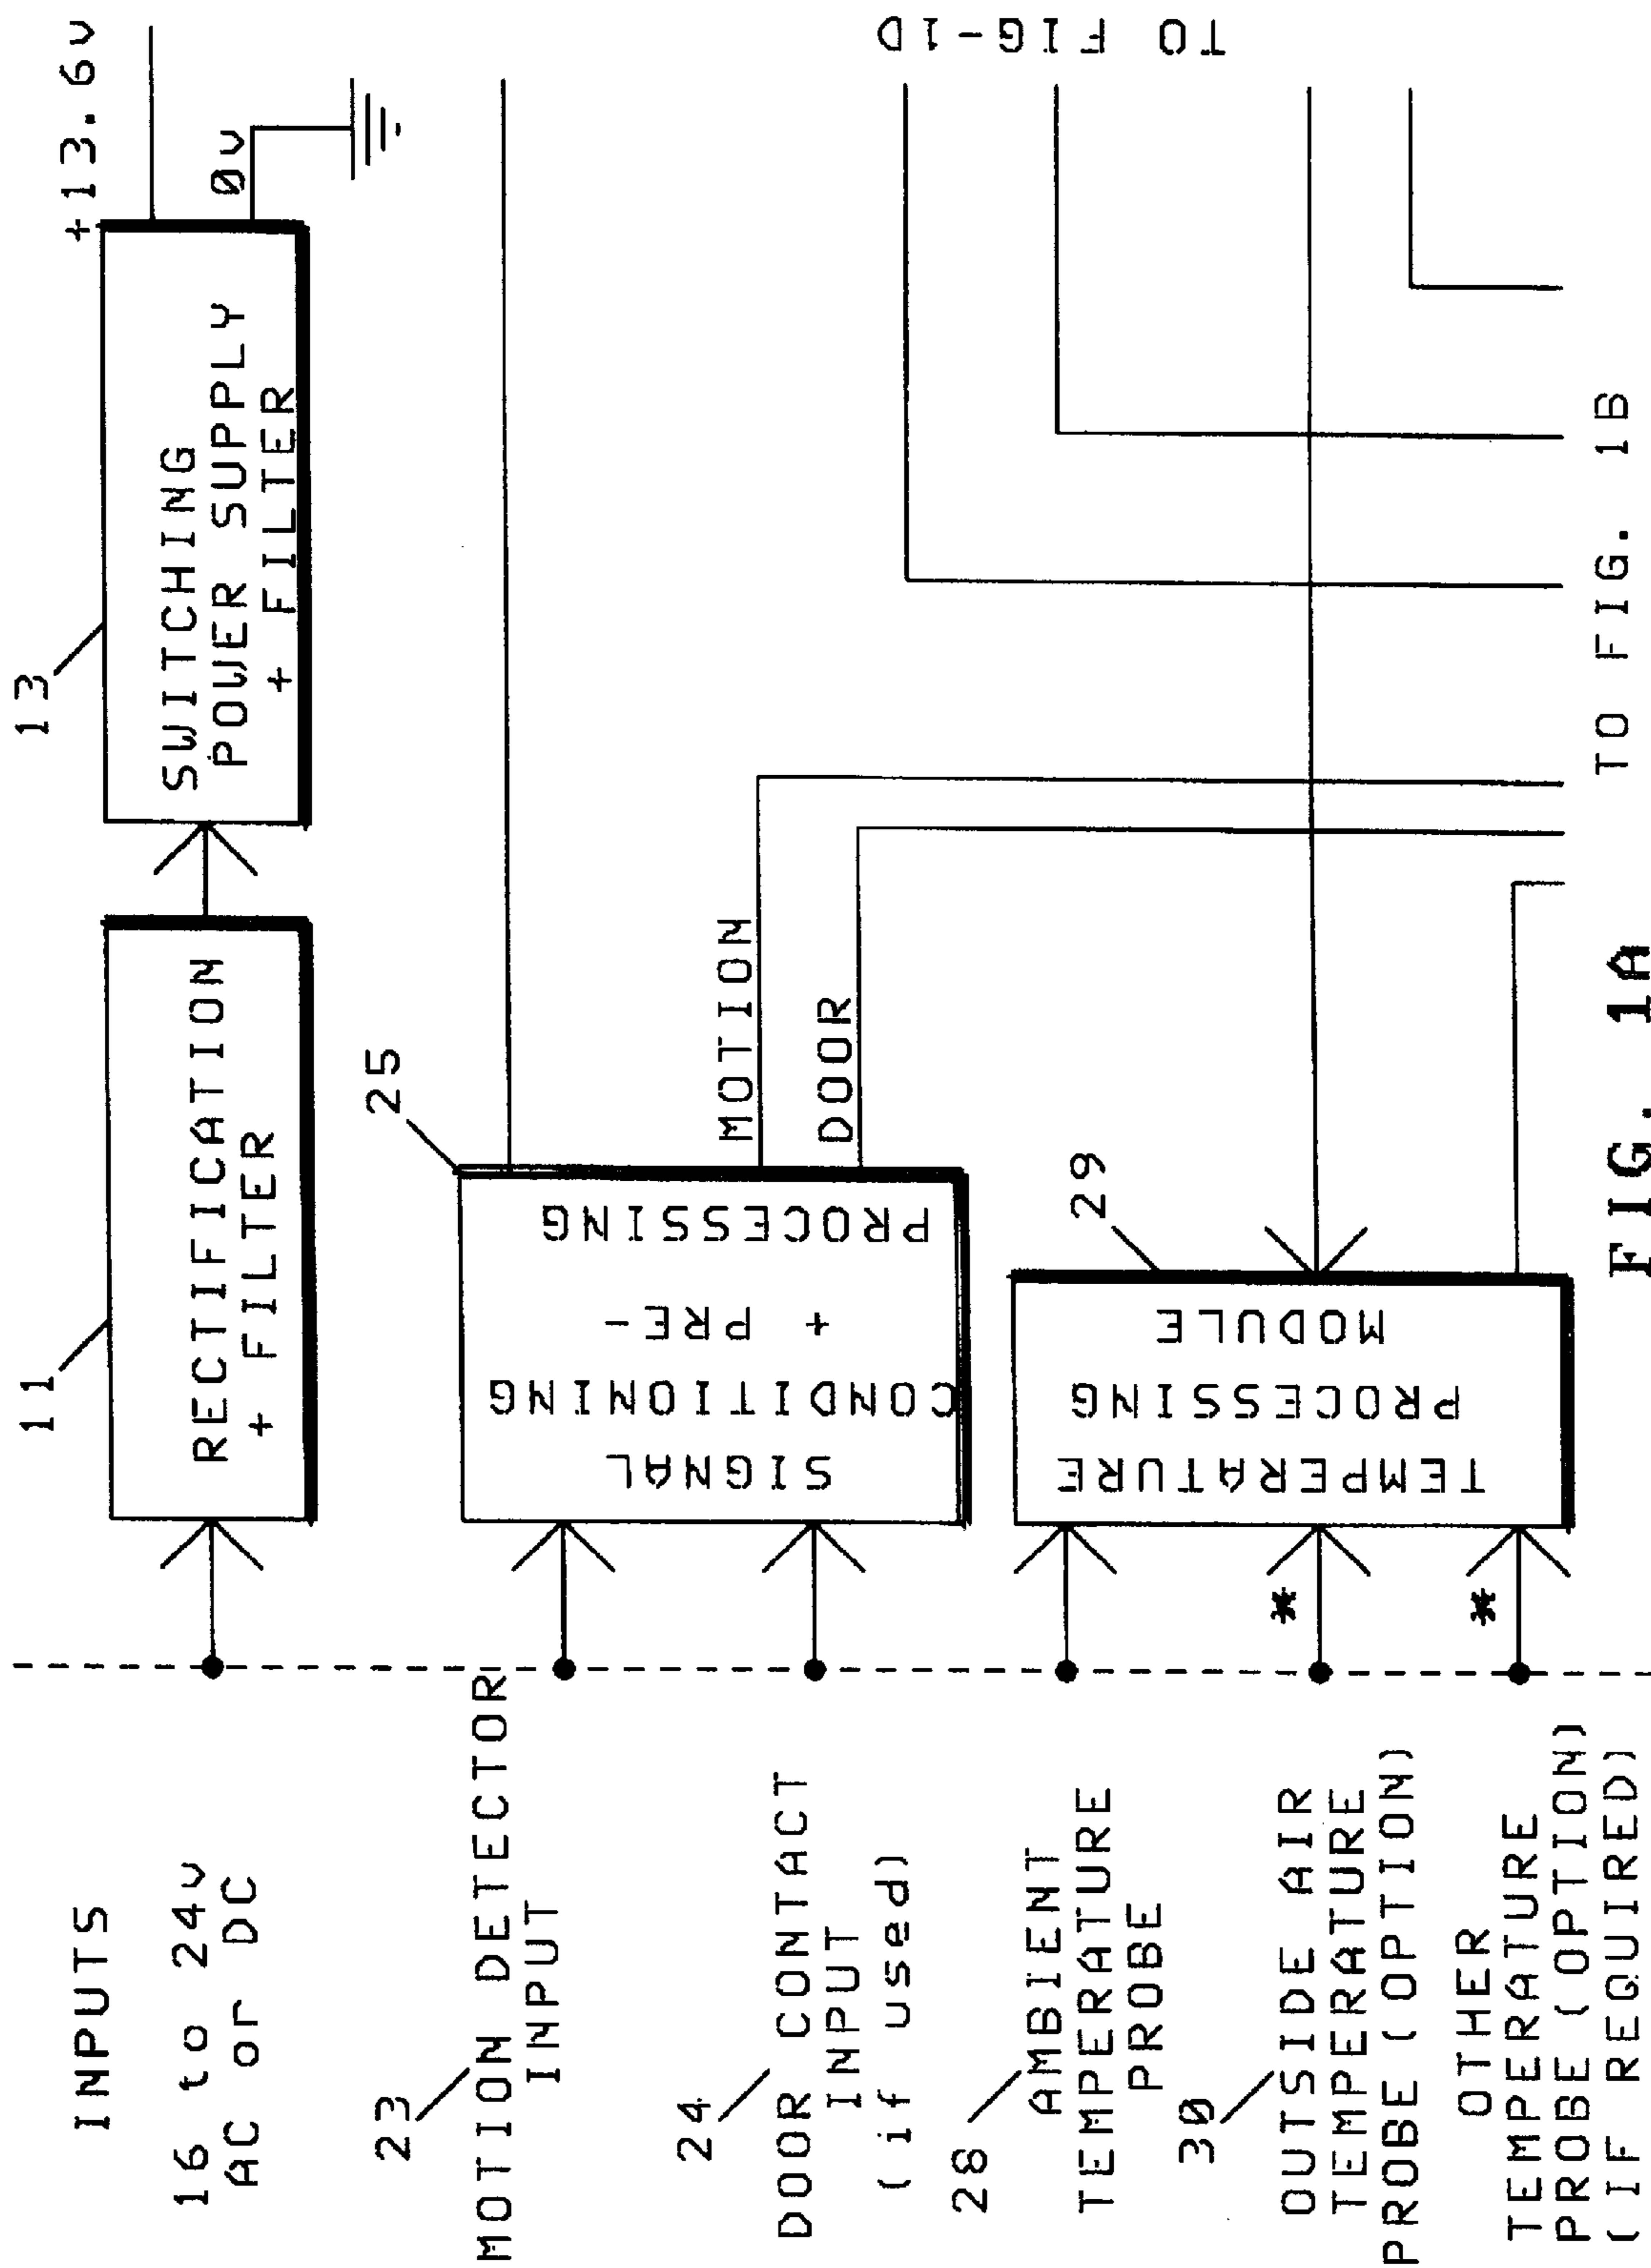 INPUTS
16 to 24v
AC or DC
11
RECTIFICATION
+ FILTER
13
SWITCHING
POWER SUPPLY
+ FILTER
+13.6v
0v
23
MOTION DETECTOR
INPUT
24
DOOR CONTACT
INPUT
(if used)
25
SIGNAL
CONDITIONING
+ PRE-
PROCESSING
MOTION
DOOR
28
AMBIENT
TEMPERATURE
PROBE
30
OUTSIDE AIR
TEMPERATURE
PROBE (OPTION)
*
OTHER
TEMPERATURE
PROBE (OPTION)
(IF REQUIRED)
*
29
TEMPERATURE
PROCESSING
MODULE
TO FIG-1D
TO FIG. 1B
FIG. 1A